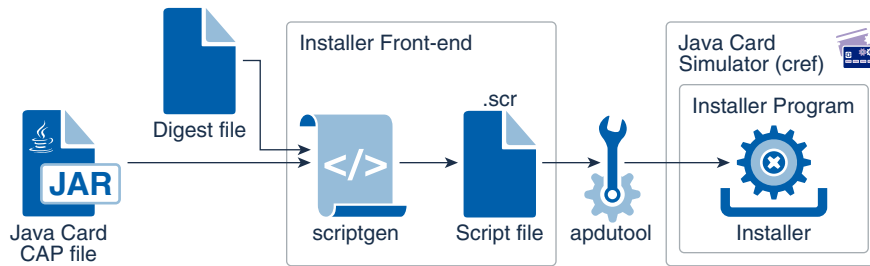 Installer Front-end
Java Card
Simulator (cref)
Installer Program
.scr
Digest file
</>
JAR
Java Card
CAP file
scriptgen
Script file
apdutool
Installer